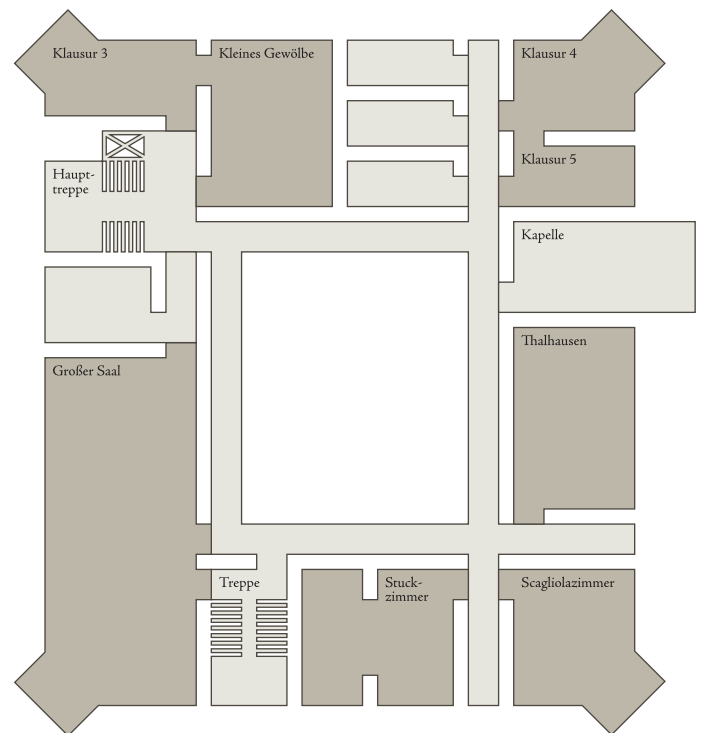 Klausur 3
Kleines Gewölbe
Klausur 4
Klausur 5
Haupt-
treppe
Kapelle
Thalhausen
Großer Saal
Treppe
Stuck-
zimmer
Scagliolazimmer